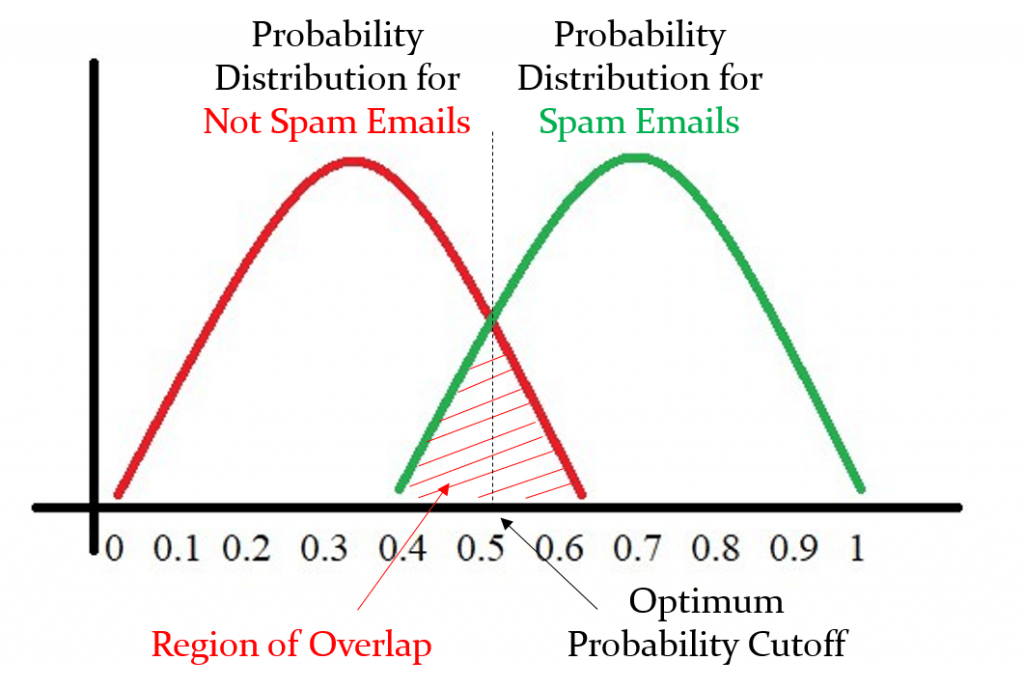 Probability
Distribution for
Not Spam Emails
Probability
Distribution for
Spam Emails
0 0.1 0.2 0.3 0.4 0.5 0.6 0.7 0.8 0.9 1
Region of Overlap
Optimum
Probability Cutoff